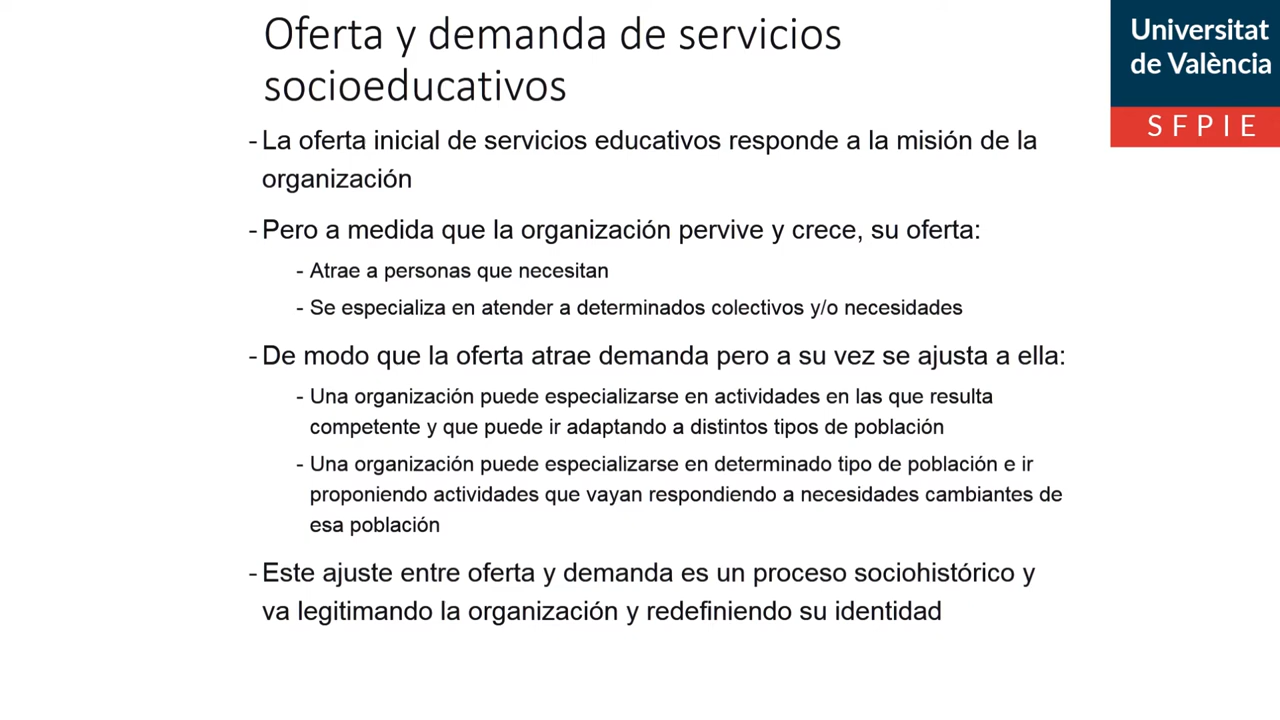 Oferta y demanda de servicios
socioeducativos
Universitat
de València
SFPIE
- La oferta inicial de servicios educativos responde a la misión de la
organización
- Pero a medida que la organización pervive y crece, su oferta:
- Atrae a personas que necesitan
- Se especializa en atender a determinados colectivos y/o necesidades
- De modo que la oferta atrae demanda pero a su vez se ajusta a ella:
- Una organización puede especializarse en actividades en las que resulta
competente y que puede ir adaptando a distintos tipos de población
- Una organización puede especializarse en determinado tipo de población e ir
proponiendo actividades que vayan respondiendo a necesidades cambiantes de
esa población
- Este ajuste entre oferta y demanda es un proceso sociohistórico y
va legitimando la organización y redefiniendo su identidad